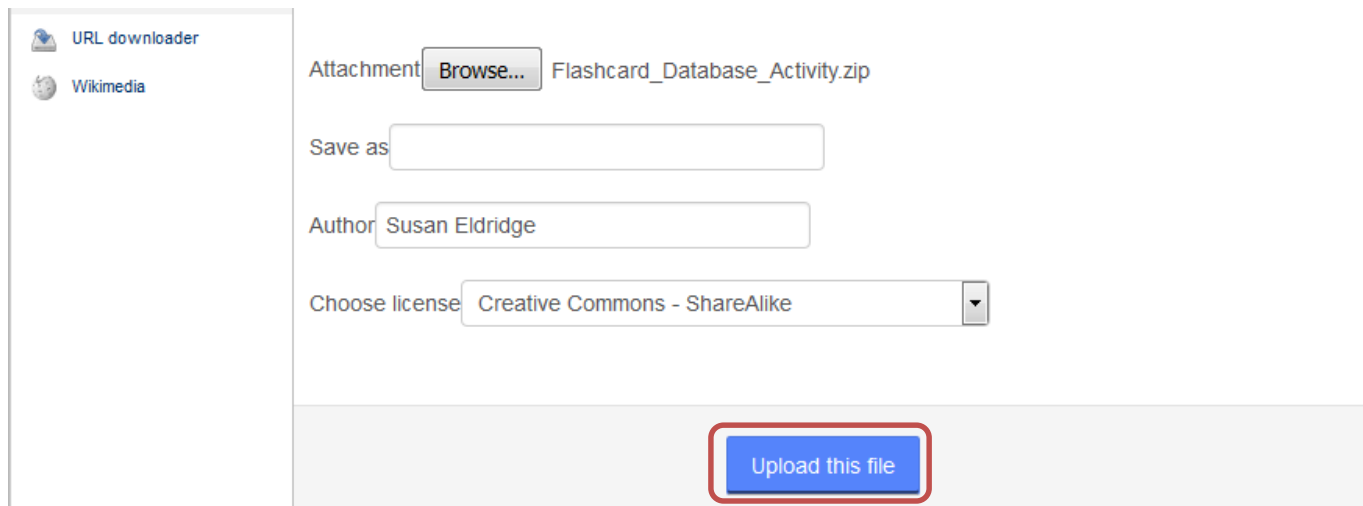 URL downloader
Wikimedia
Attachment Browse... Flashcard_Database_Activity.zip
Save as
Author Susan Eldridge
Choose license Creative Commons - ShareAlike
Upload this file